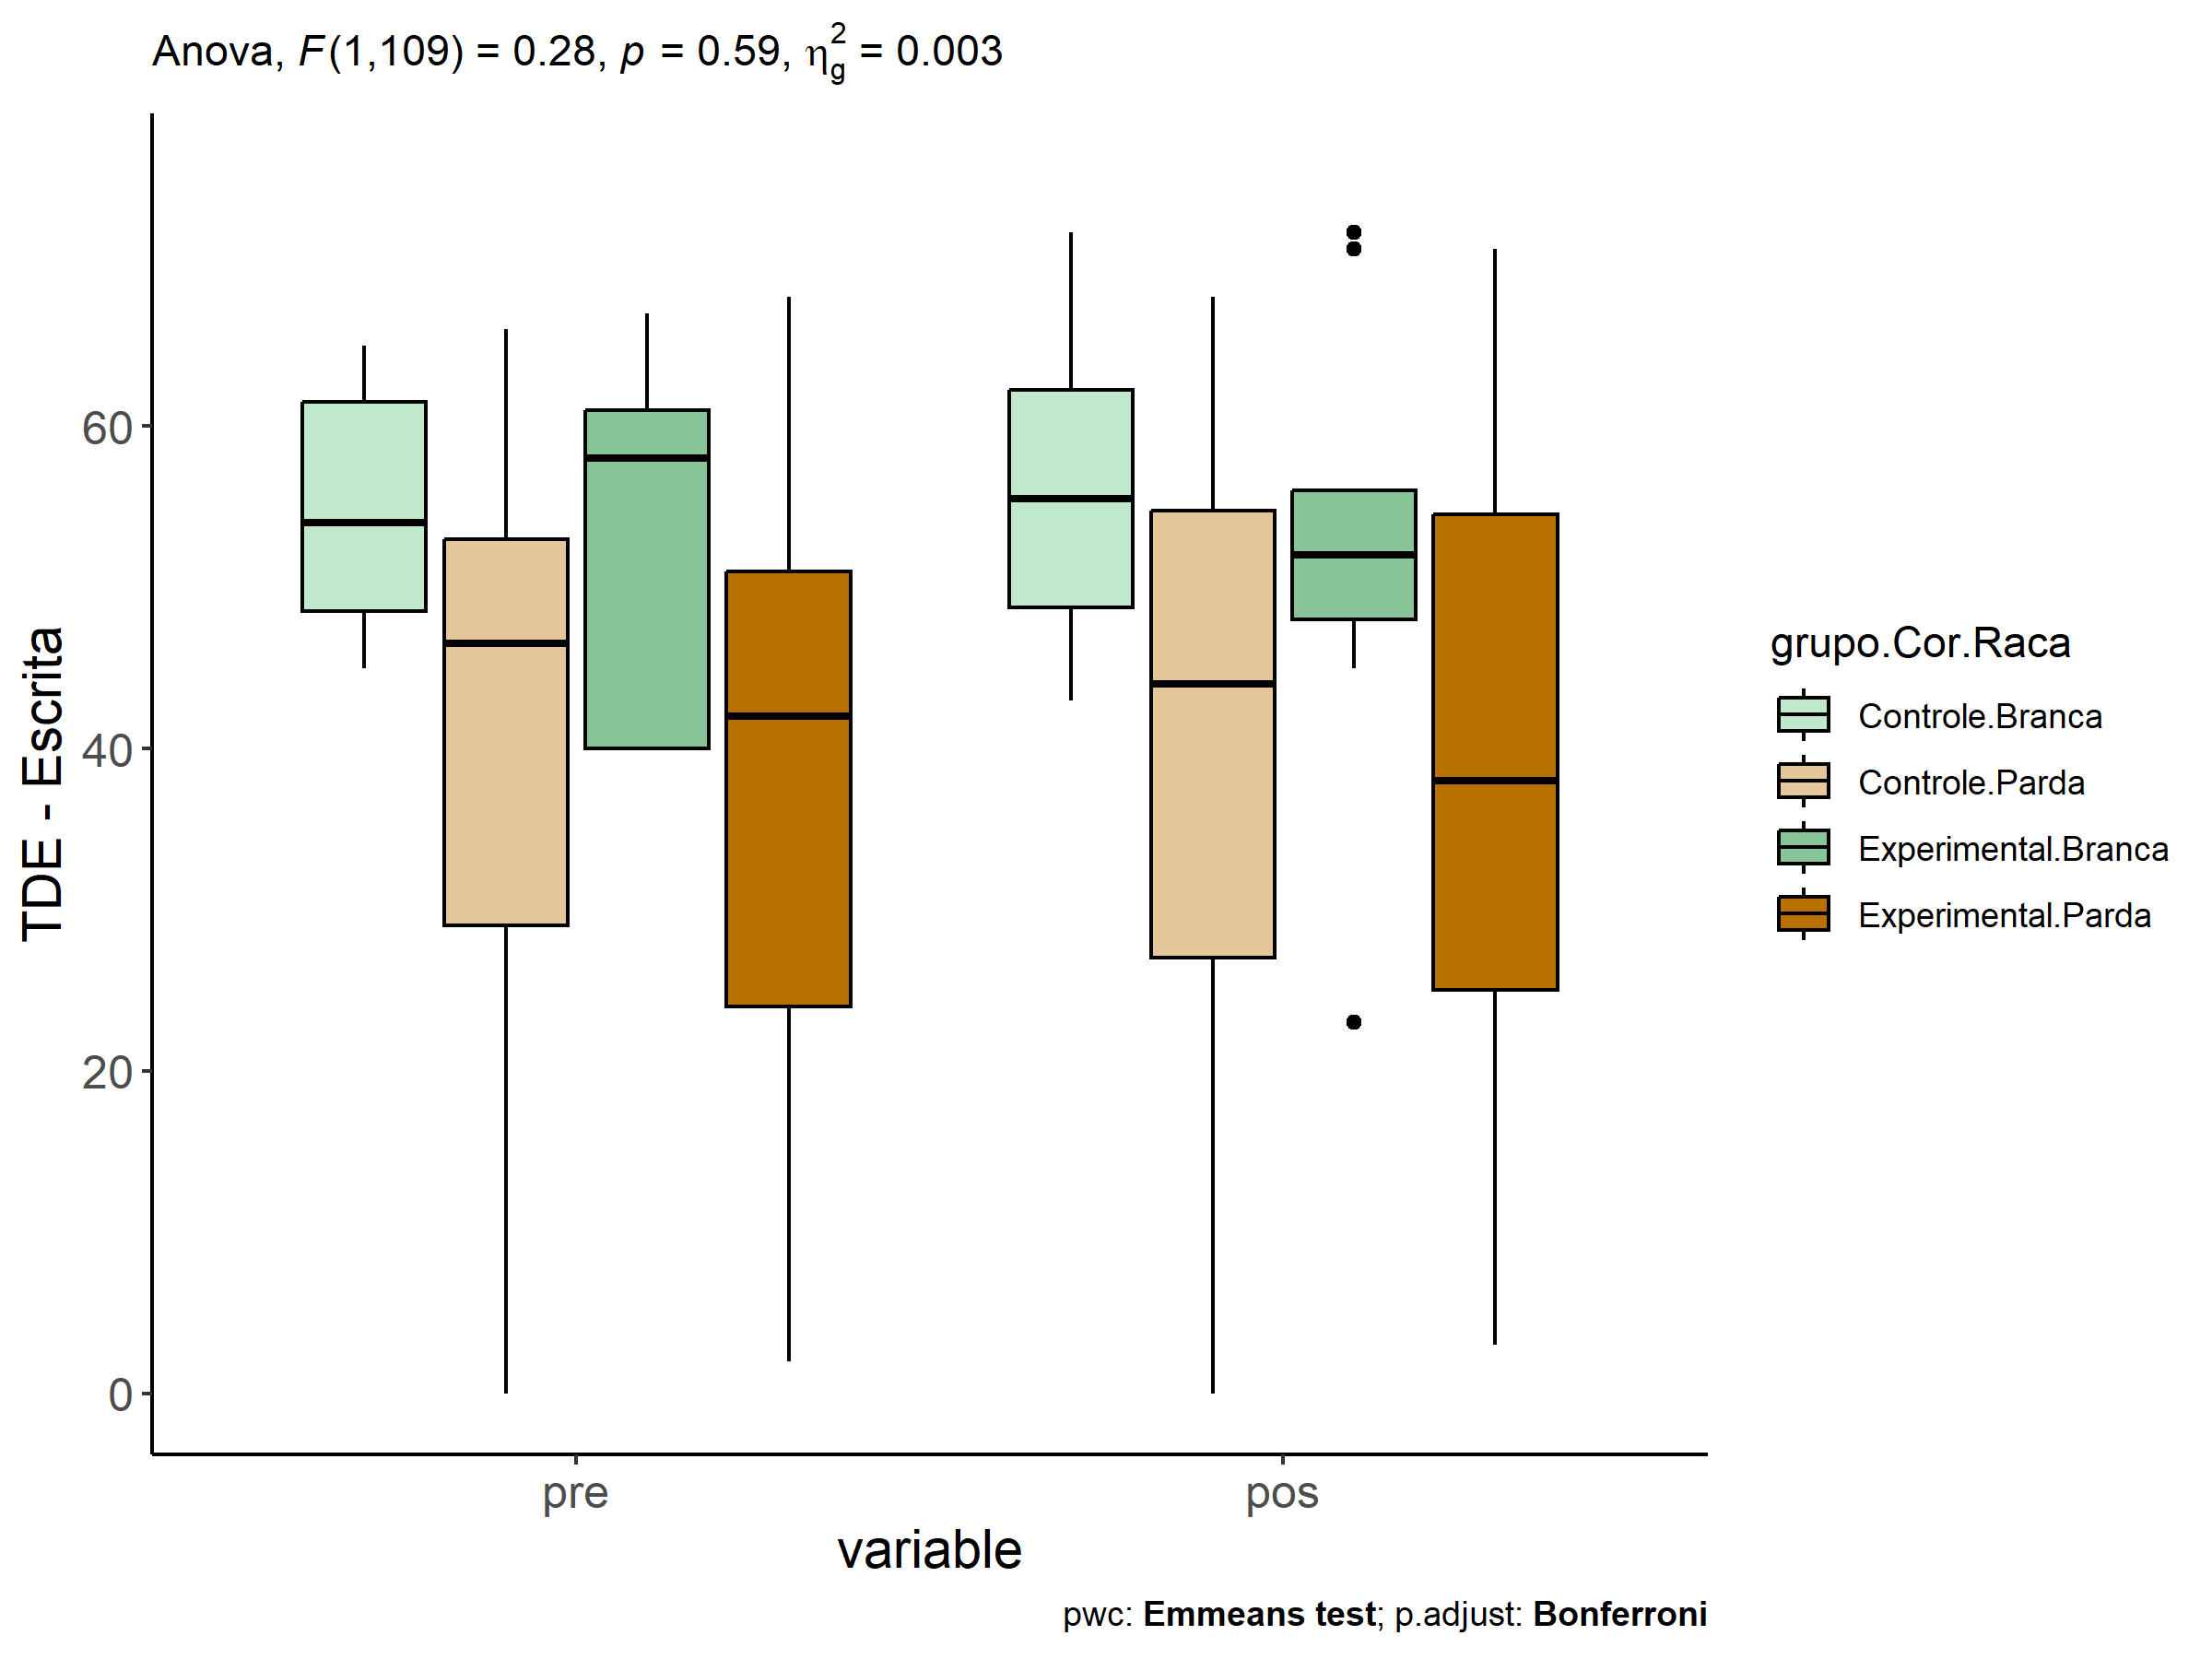 Anova, F(1,109) = 0.28, p = 0.59, η²g = 0.003
TDE - Escrita
60
40
20
0
pre
pos
variable
grupo.Cor.Raca
Controle.Branca
Controle.Parda
Experimental.Branca
Experimental.Parda
pwc: Emmeans test; p.adjust: Bonferroni